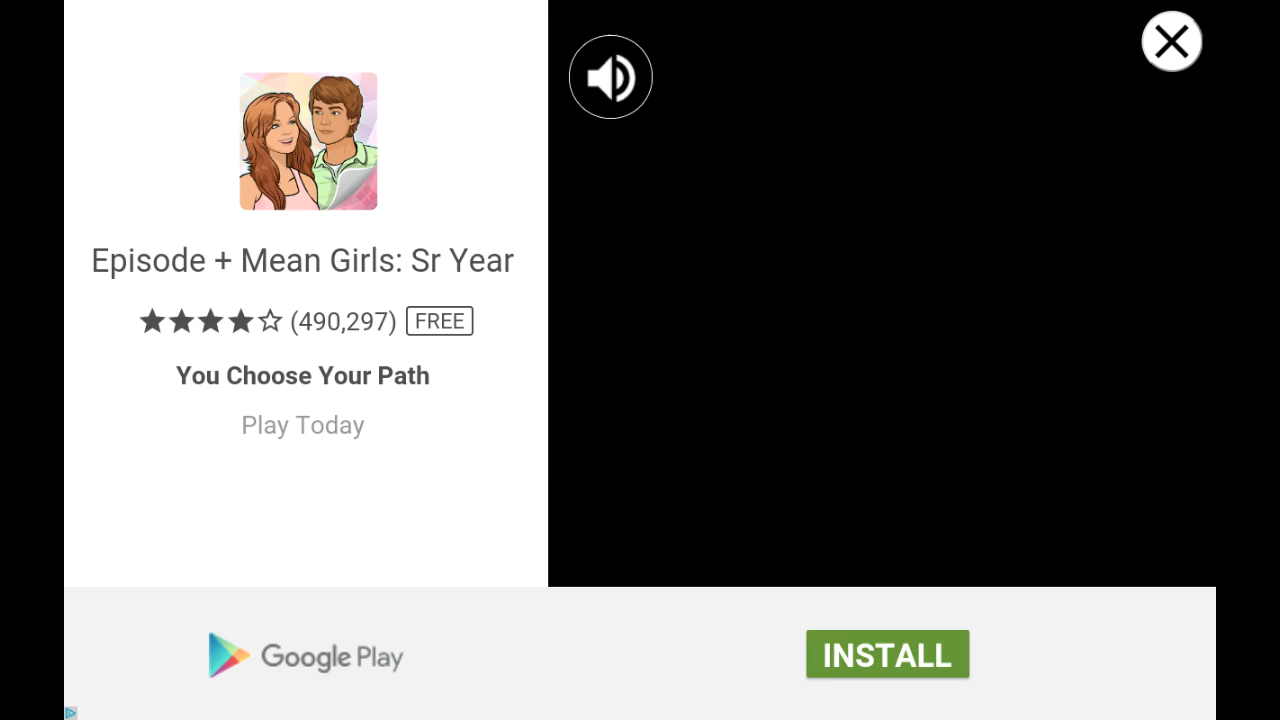 Episode + Mean Girls: Sr Year
(490,297) FREE
You Choose Your Path
Play Today
Google Play
INSTALL